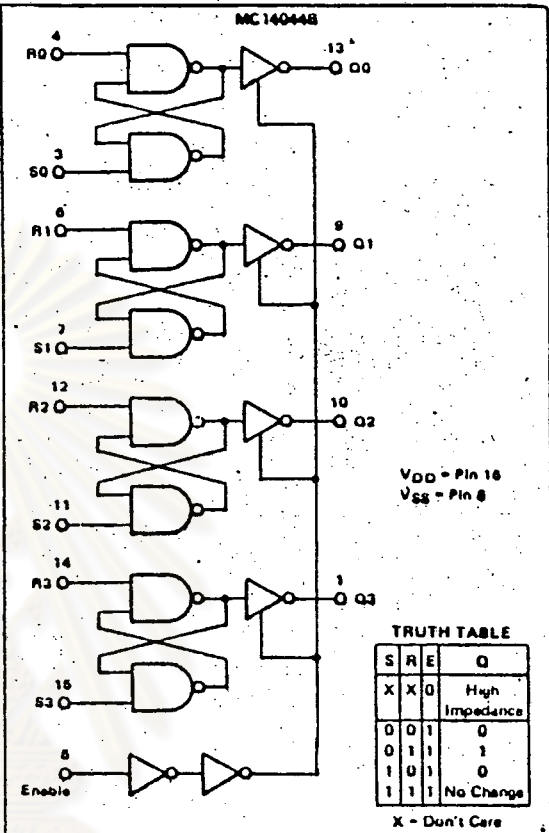 MC14044B
4
R0
13
Q0
3
S0
6
R1
9
Q1
7
S1
12
R2
10
Q2
11
S2
VDD = Pin 16
VSS = Pin 8
14
R3
1
Q3
15
S3
5
Enable
TRUTH TABLE
S R E Q
X X 0 High
Impedance
0 0 1 0
0 1 1 1
1 0 1 0
1 1 1 No Change
X = Don't Care